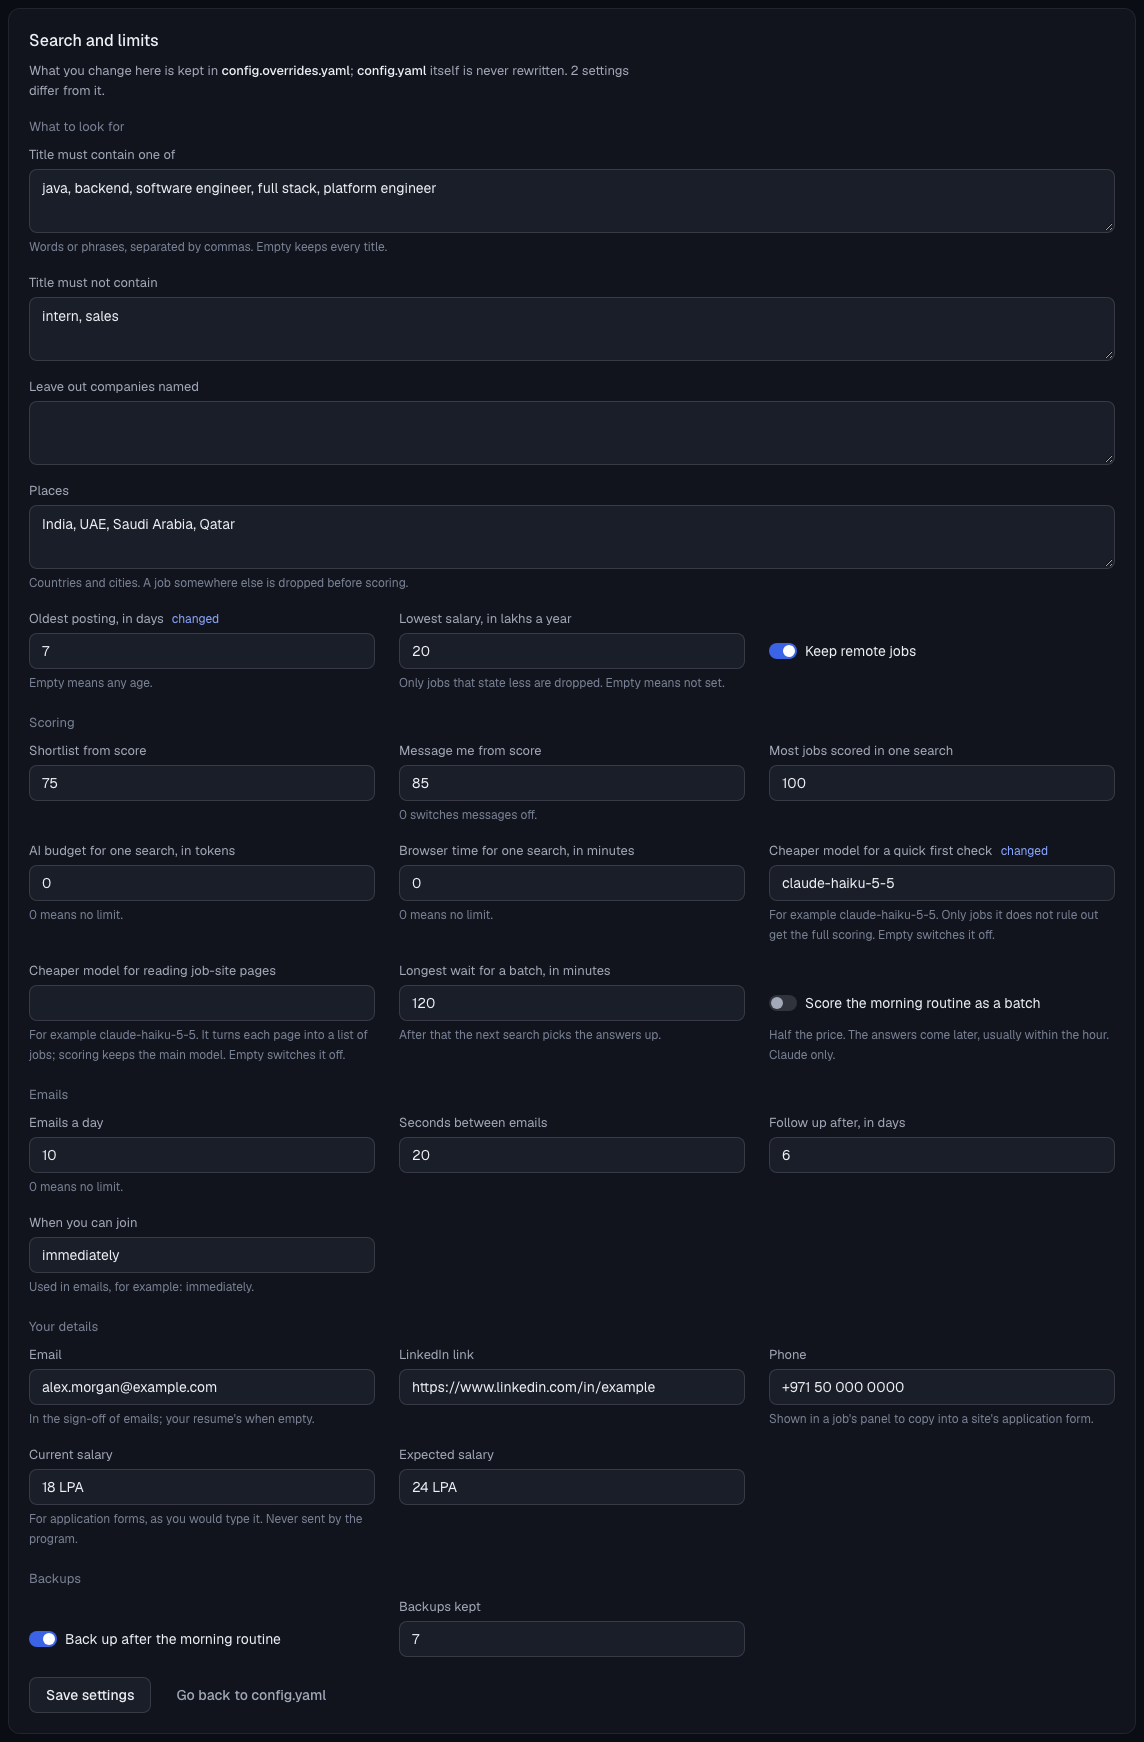 Search and limits
What you change here is kept in config.overrides.yaml; config.yaml itself is never rewritten. 2 settings
differ from it.
What to look for
Title must contain one of
java, backend, software engineer, full stack, platform engineer
Words or phrases, separated by commas. Empty keeps every title.
Title must not contain
intern, sales
Leave out companies named
Places
India, UAE, Saudi Arabia, Qatar
Countries and cities. A job somewhere else is dropped before scoring.
Oldest posting, in days changed
7
Empty means any age.
Lowest salary, in lakhs a year
20
Only jobs that state less are dropped. Empty means not set.
Keep remote jobs
Scoring
Shortlist from score
75
Message me from score
85
0 switches messages off.
Most jobs scored in one search
100
AI budget for one search, in tokens
0
0 means no limit.
Browser time for one search, in minutes
0
0 means no limit.
Cheaper model for a quick first check changed
claude-haiku-5-5
For example claude-haiku-5-5. Only jobs it does not rule out
get the full scoring. Empty switches it off.
Cheaper model for reading job-site pages
For example claude-haiku-5-5. It turns each page into a list of
jobs; scoring keeps the main model. Empty switches it off.
Longest wait for a batch, in minutes
120
After that the next search picks the answers up.
Score the morning routine as a batch
Half the price. The answers come later, usually within the hour.
Claude only.
Emails
Emails a day
10
0 means no limit.
Seconds between emails
20
Follow up after, in days
6
When you can join
immediately
Used in emails, for example: immediately.
Your details
Email
alex.morgan@example.com
In the sign-off of emails; your resume's when empty.
LinkedIn link
https://www.linkedin.com/in/example
Phone
+971 50 000 0000
Shown in a job's panel to copy into a site's application form.
Current salary
18 LPA
For application forms, as you would type it. Never sent by the
program.
Expected salary
24 LPA
Backups
Back up after the morning routine
Backups kept
7
Save settings
Go back to config.yaml